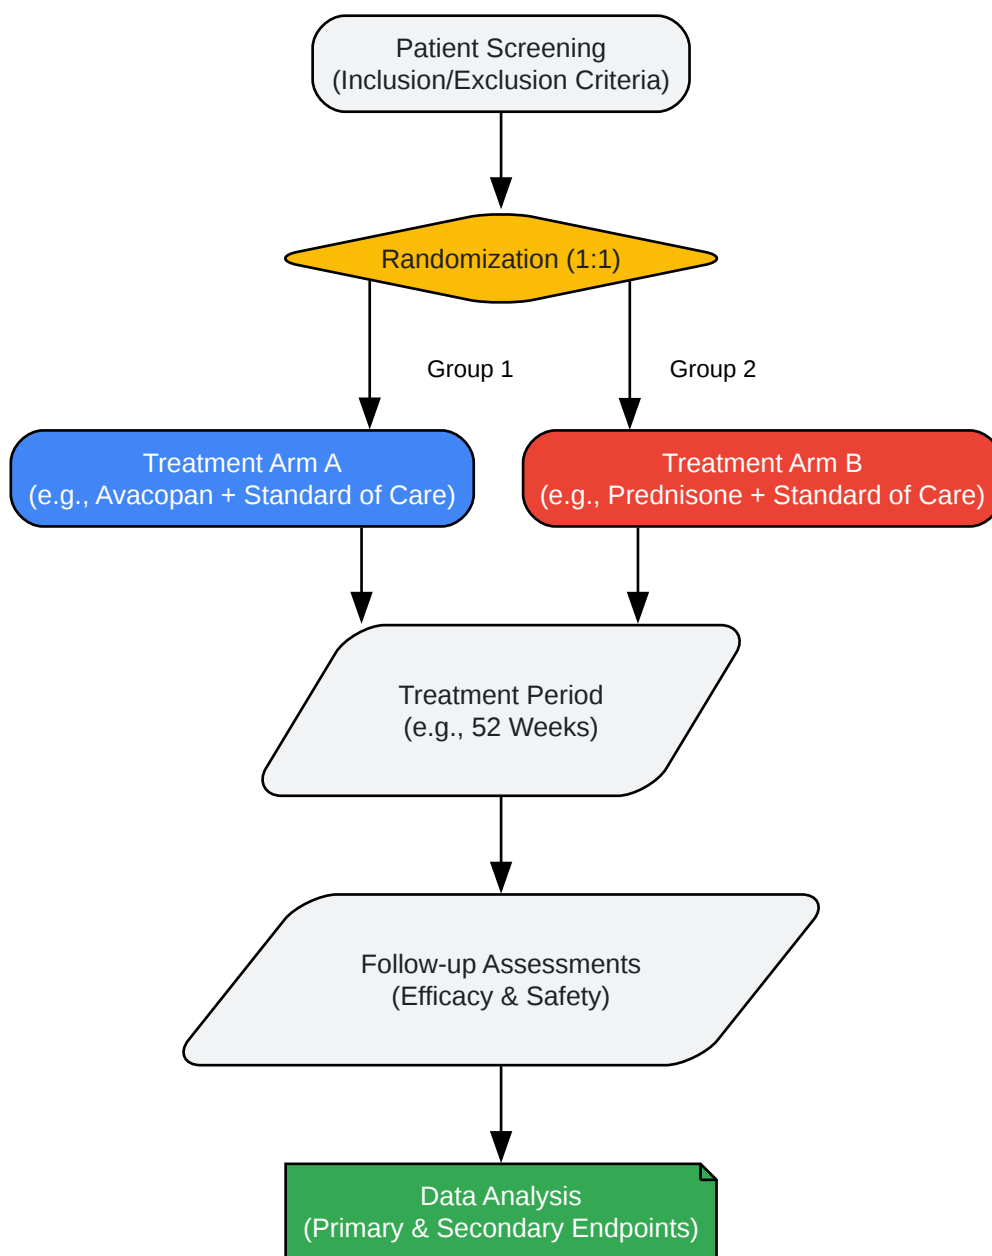 Patient Screening
(Inclusion/Exclusion Criteria)
Randomization (1:1)
Group 1
Group 2
Treatment Arm A
(e.g., Avacopan + Standard of Care)
Treatment Arm B
(e.g., Prednisone + Standard of Care)
Treatment Period
(e.g., 52 Weeks)
Follow-up Assessments
(Efficacy & Safety)
Data Analysis
(Primary & Secondary Endpoints)